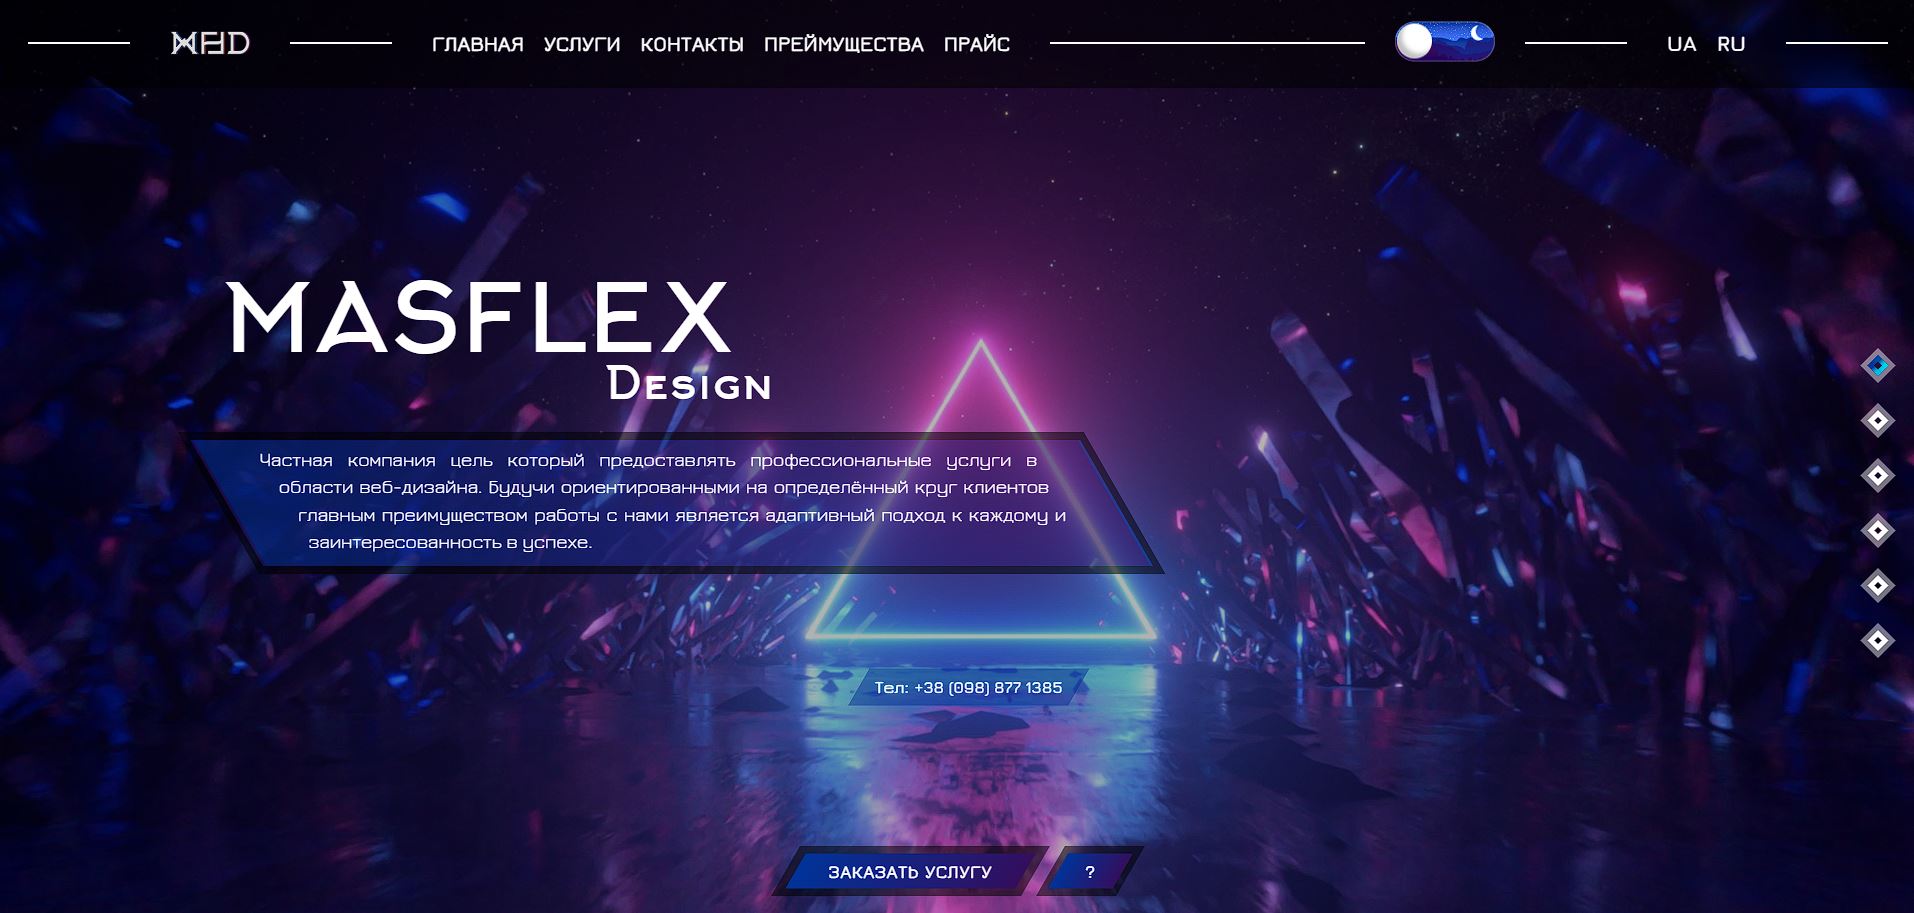 MFD
ГЛАВНАЯ УСЛУГИ КОНТАКТЫ ПРЕЙМУЩЕСТВА ПРАЙС
UA RU
MASFLEX
DESIGN
Частная компания цель который предоставлять профессиональные услуги в
области веб-дизайна. Будучи ориентированными на определённый круг клиентов
главным преимуществом работы с нами является адаптивный подход к каждому и
заинтересованность в успехе.
Тел: +38 (098) 877 1385
ЗАКАЗАТЬ УСЛУГУ ?